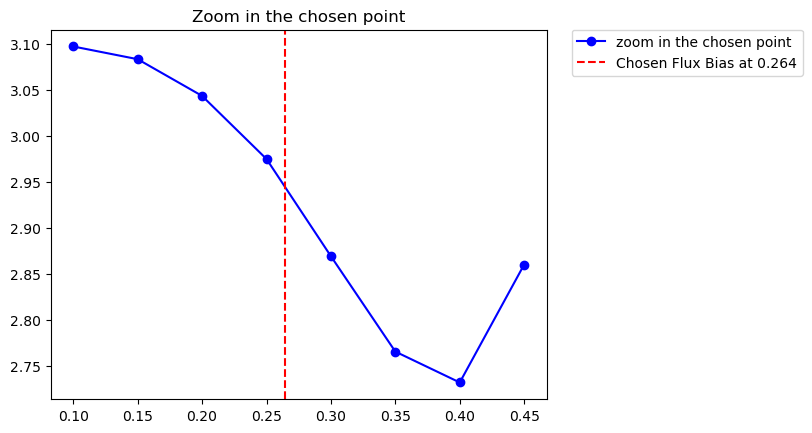 Zoom in the chosen point
zoom in the chosen point
Chosen Flux Bias at 0.264
3.10
3.05
3.00
2.95
2.90
2.85
2.80
2.75
0.10 0.15 0.20 0.25 0.30 0.35 0.40 0.45